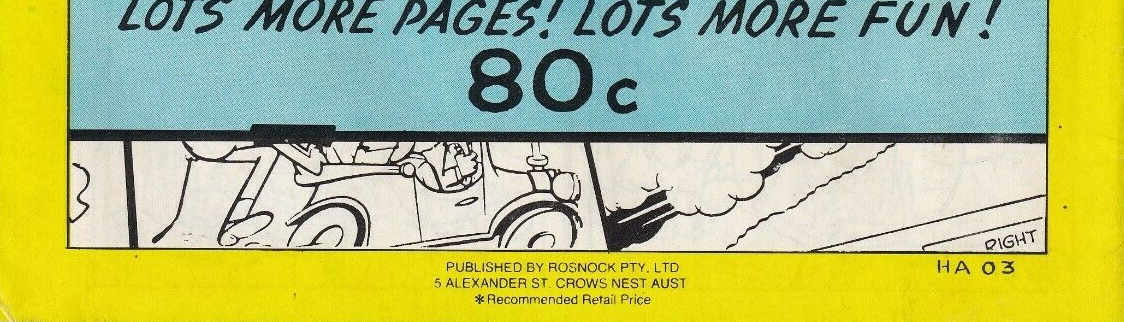 LOTS MORE PAGES! LOTS MORE FUN!
80c
RIGHT
HA 03
PUBLISHED BY ROSNOCK PTY. LTD
5 ALEXANDER ST. CROWS NEST AUST
*Recommended Retail Price